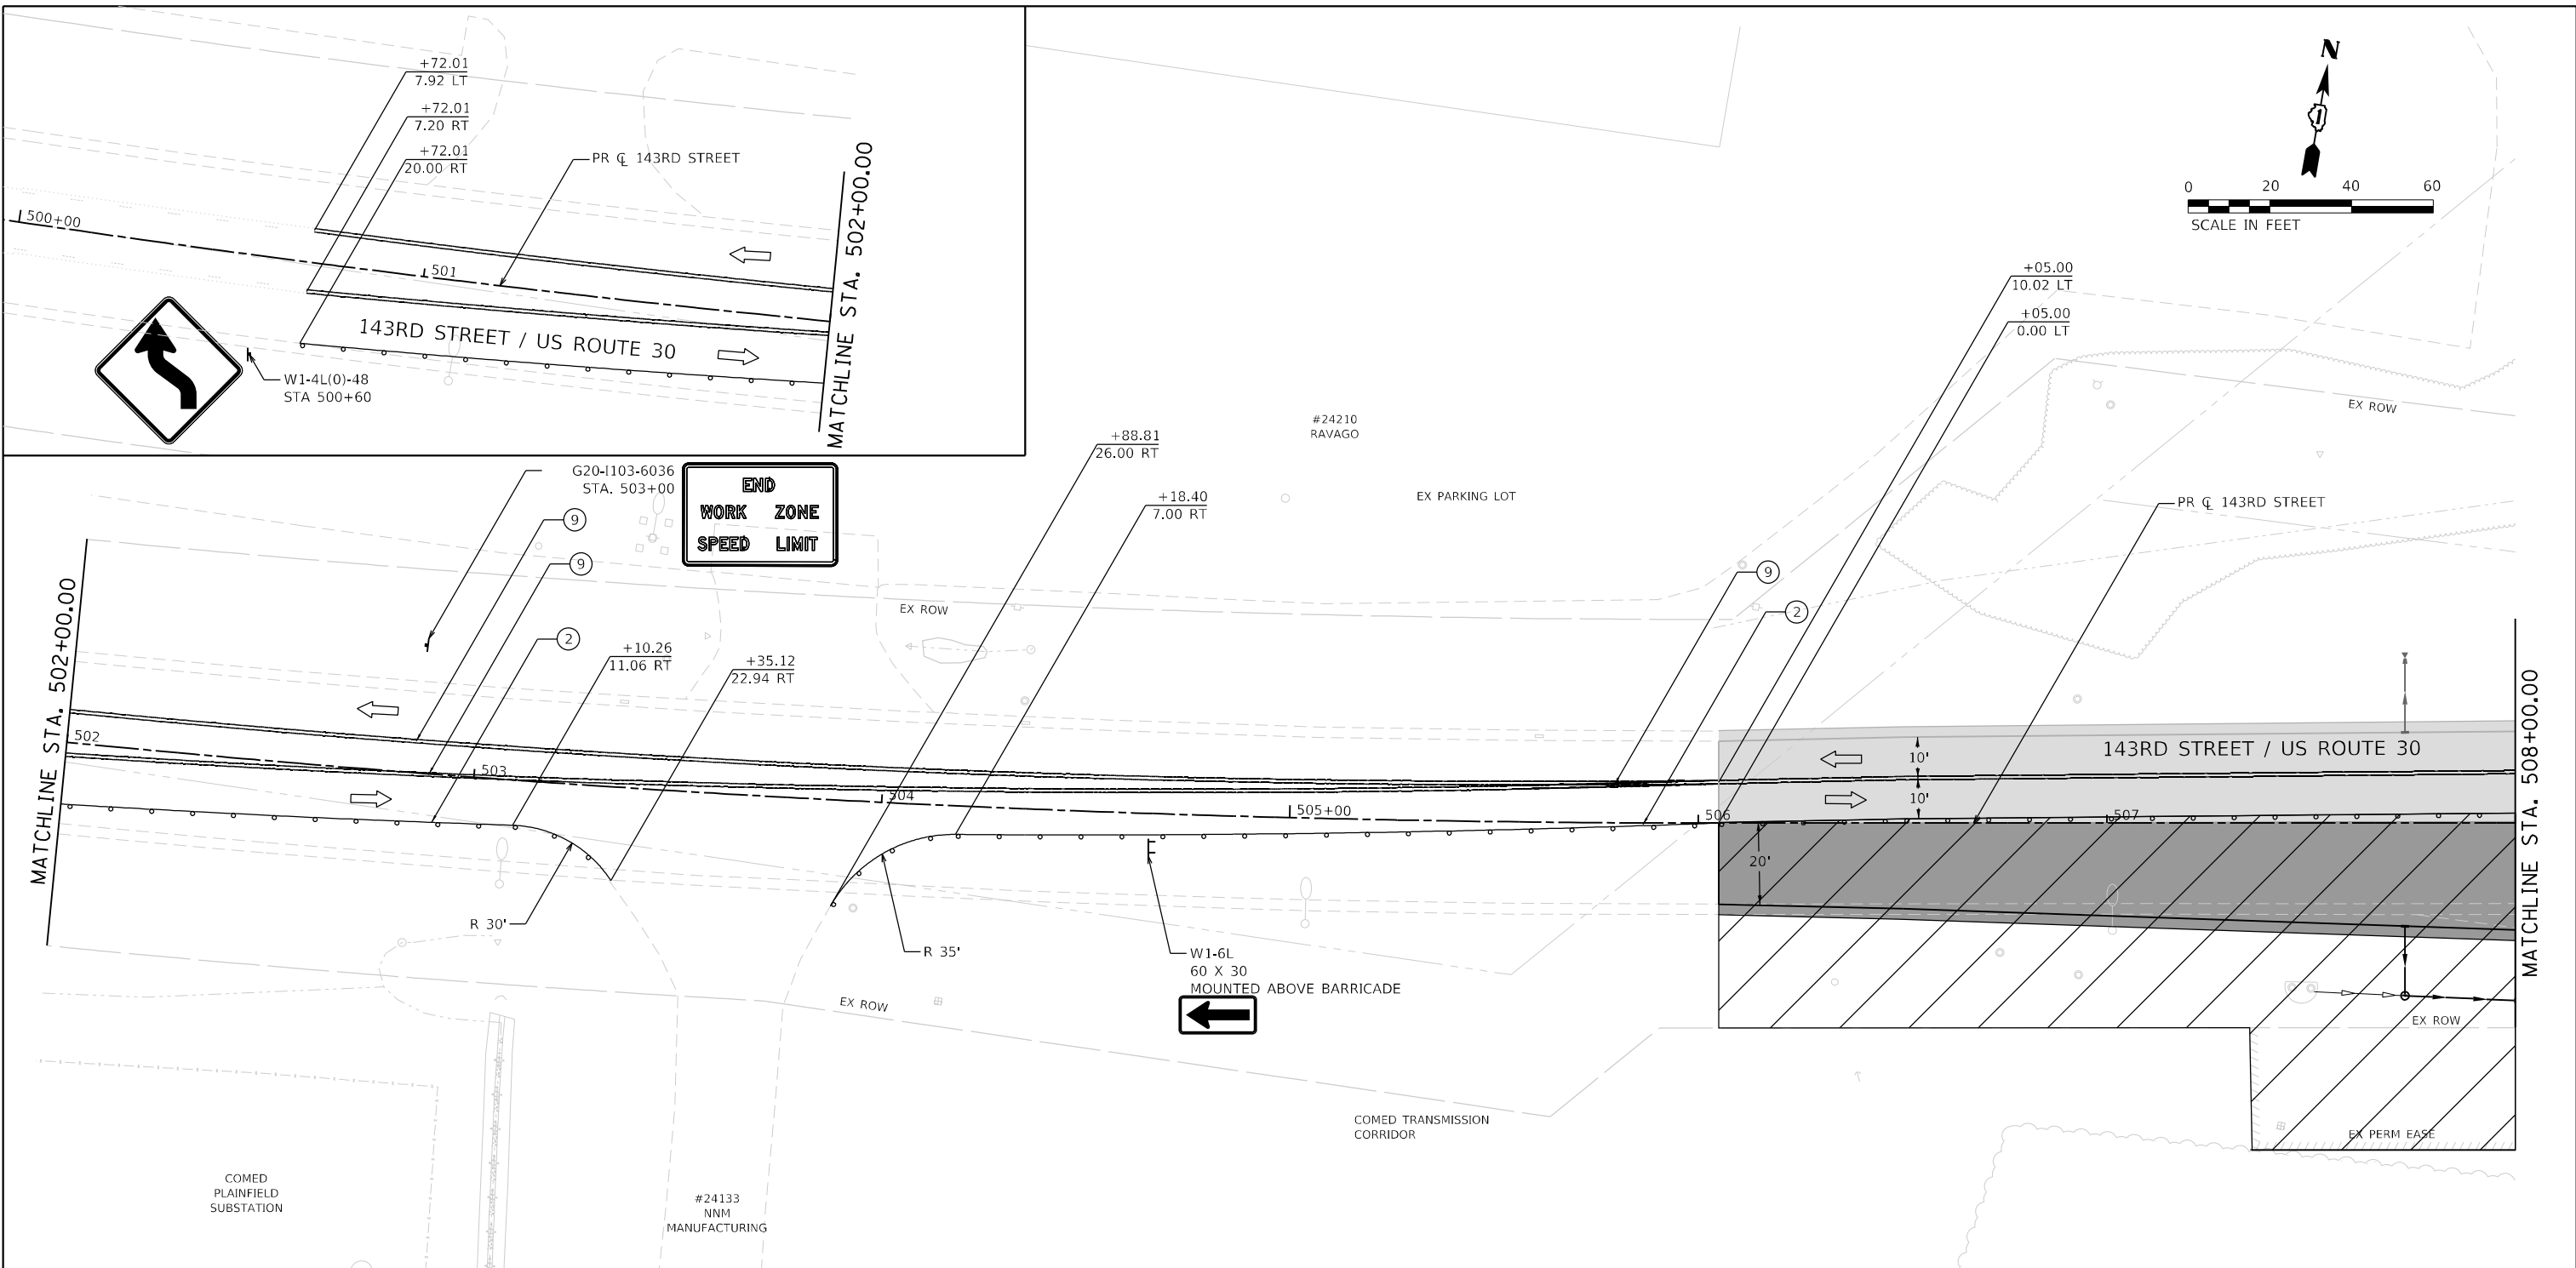 +72.01
7.92 LT
+72.01
7.20 RT
+72.01
20.00 RT
PR ℄ 143RD STREET
500+00
501
143RD STREET / US ROUTE 30
W1-4L(0)-48
STA 500+60
MATCHLINE STA. 502+00.00
N
1
0 20 40 60
SCALE IN FEET
+05.00
10.02 LT
+05.00
0.00 LT
EX ROW
#24210
RAVAGO
+88.81
26.00 RT
+18.40
7.00 RT
EX PARKING LOT
PR ℄ 143RD STREET
G20-I103-6036
STA. 503+00
END
WORK ZONE
SPEED LIMIT
9
9
2
+10.26
11.06 RT
+35.12
22.94 RT
EX ROW
9
2
MATCHLINE STA. 502+00.00
502
503
504
505+00
506
507
10'
10'
20'
143RD STREET / US ROUTE 30
MATCHLINE STA. 508+00.00
R 30'
R 35'
W1-6L
60 X 30
MOUNTED ABOVE BARRICADE
EX ROW
EX ROW
EX PERM EASE
COMED TRANSMISSION
CORRIDOR
COMED
PLAINFIELD
SUBSTATION
#24133
NNM
MANUFACTURING